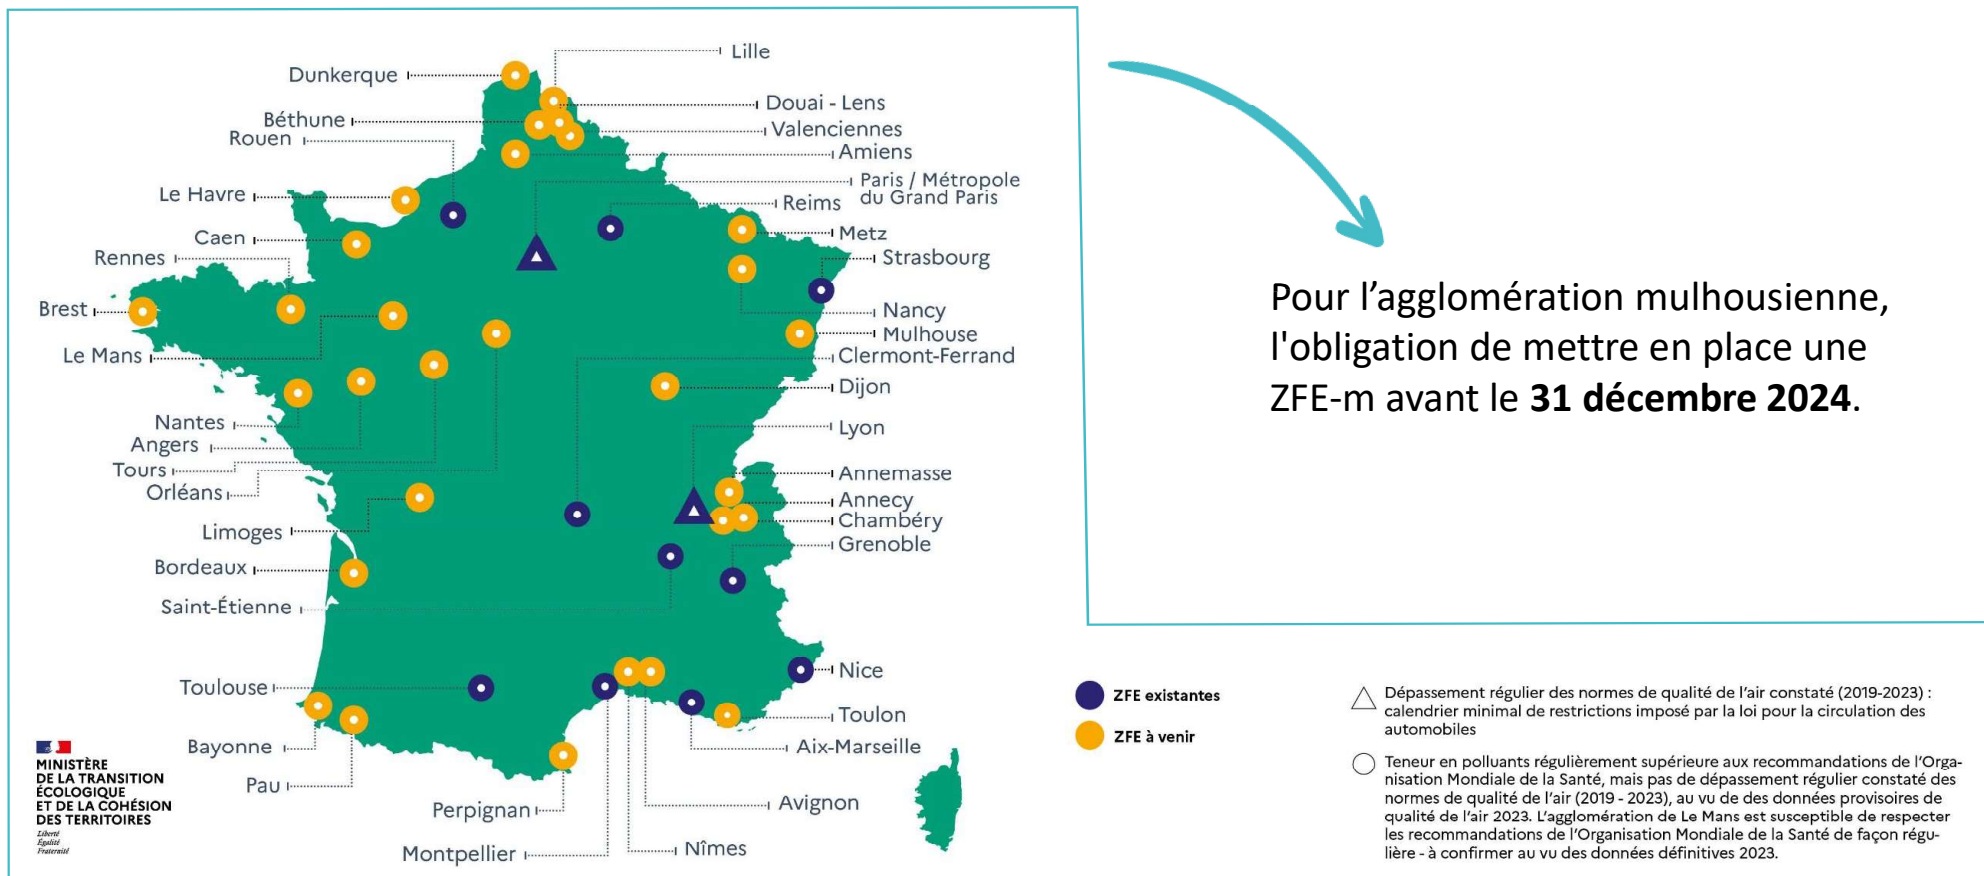 Lille
Dunkerque
Douai - Lens
Béthune
Valenciennes
Rouen
Amiens
Paris / Métropole
du Grand Paris
Le Havre
Reims
Caen
Metz
Rennes
Strasbourg
Brest
Nancy
Mulhouse
Le Mans
Clermont-Ferrand
Dijon
Nantes
Lyon
Angers
Tours
Annemasse
Orléans
Annecy
Chambéry
Limoges
Grenoble
Bordeaux
Saint-Étienne
Nice
Toulouse
Toulon
Bayonne
Aix-Marseille
Pau
Avignon
Perpignan
Nîmes
Montpellier
MINISTÈRE
DE LA TRANSITION
ÉCOLOGIQUE
ET DE LA COHÉSION
DES TERRITOIRES
Liberté
Égalité
Fraternité
Pour l’agglomération mulhousienne,
l'obligation de mettre en place une
ZFE-m avant le 31 décembre 2024.
ZFE existantes
ZFE à venir
Dépassement régulier des normes de qualité de l’air constaté (2019-2023) :
calendrier minimal de restrictions imposé par la loi pour la circulation des
automobiles
Teneur en polluants régulièrement supérieure aux recommandations de l’Orga-
nisation Mondiale de la Santé, mais pas de dépassement régulier constaté des
normes de qualité de l’air (2019 - 2023), au vu de des données provisoires de
qualité de l’air 2023. L’agglomération de Le Mans est susceptible de respecter
les recommandations de l’Organisation Mondiale de la Santé de façon régu-
lière - à confirmer au vu des données définitives 2023.